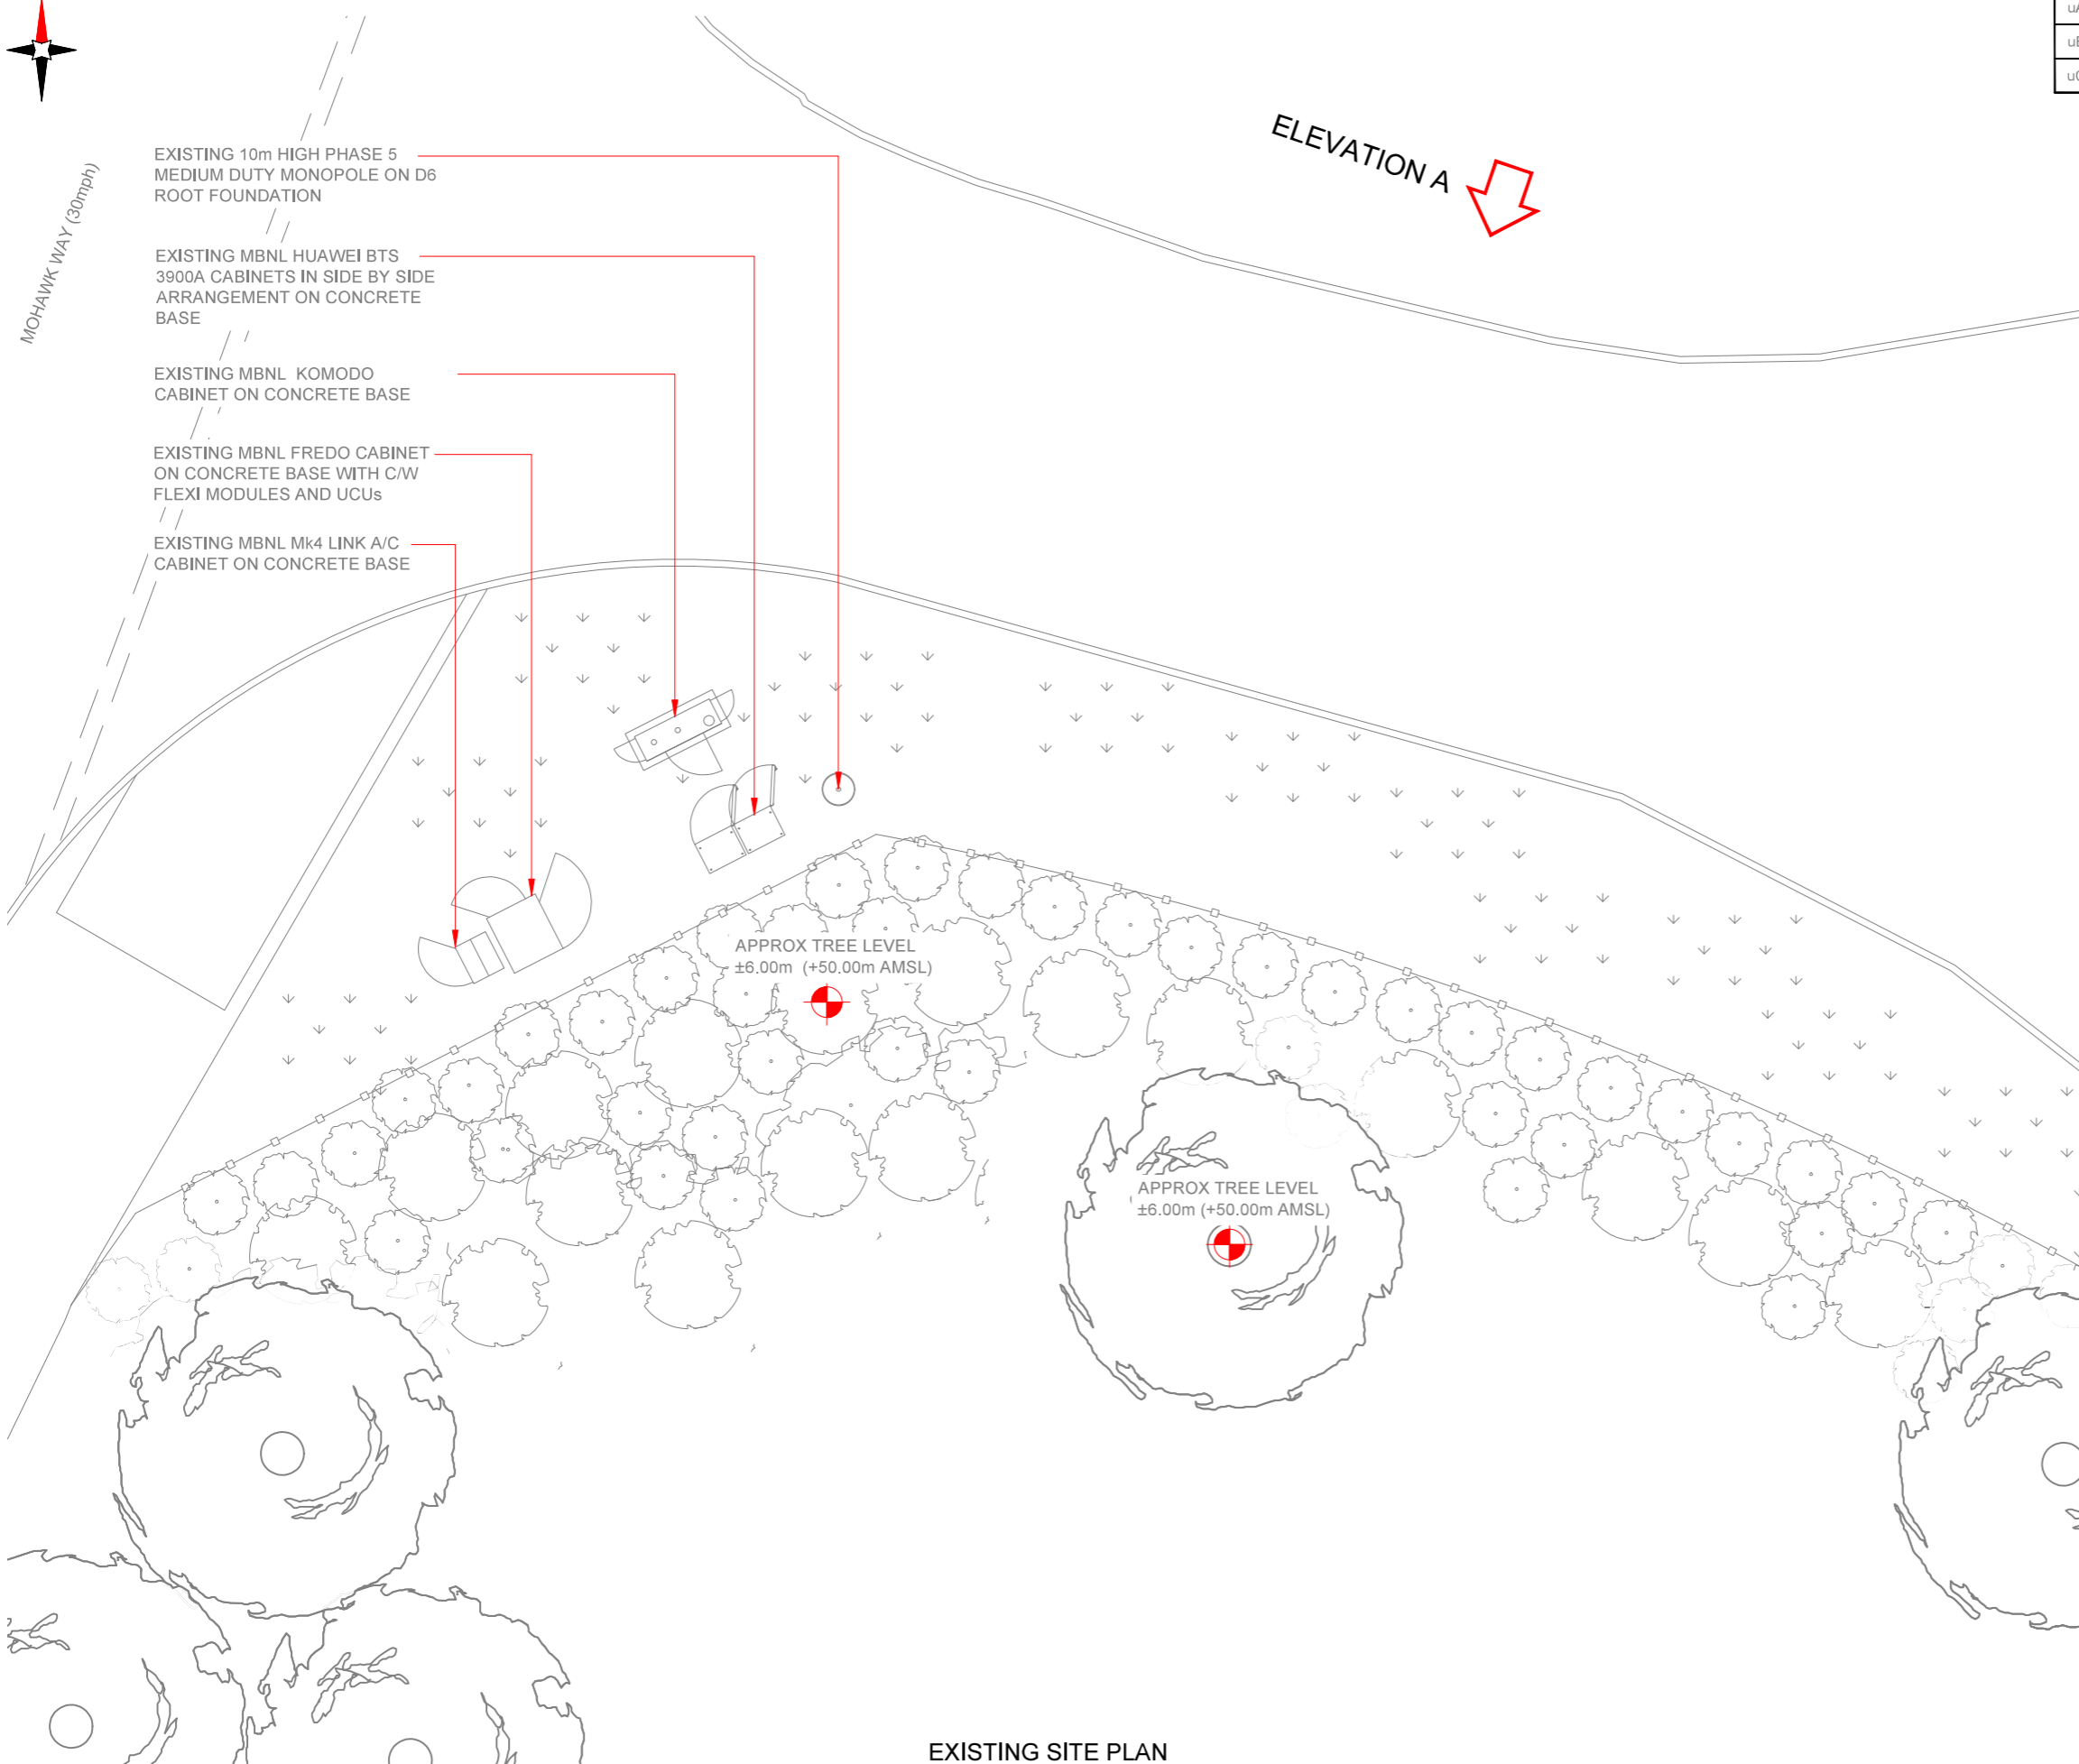 ELEVATION A
MOHAWK WAY (30mph)
EXISTING 10m HIGH PHASE 5
MEDIUM DUTY MONOPOLE ON D6
ROOT FOUNDATION
EXISTING MBNL HUAWEI BTS
3900A CABINETS IN SIDE BY SIDE
ARRANGEMENT ON CONCRETE
BASE
EXISTING MBNL KOMODO
CABINET ON CONCRETE BASE
EXISTING MBNL FREDO CABINET
ON CONCRETE BASE WITH C/W
FLEXI MODULES AND UCUs
EXISTING MBNL Mk4 LINK A/C
CABINET ON CONCRETE BASE
APPROX TREE LEVEL
±6.00m (+50.00m AMSL)
APPROX TREE LEVEL
±6.00m (+50.00m AMSL)
EXISTING SITE PLAN